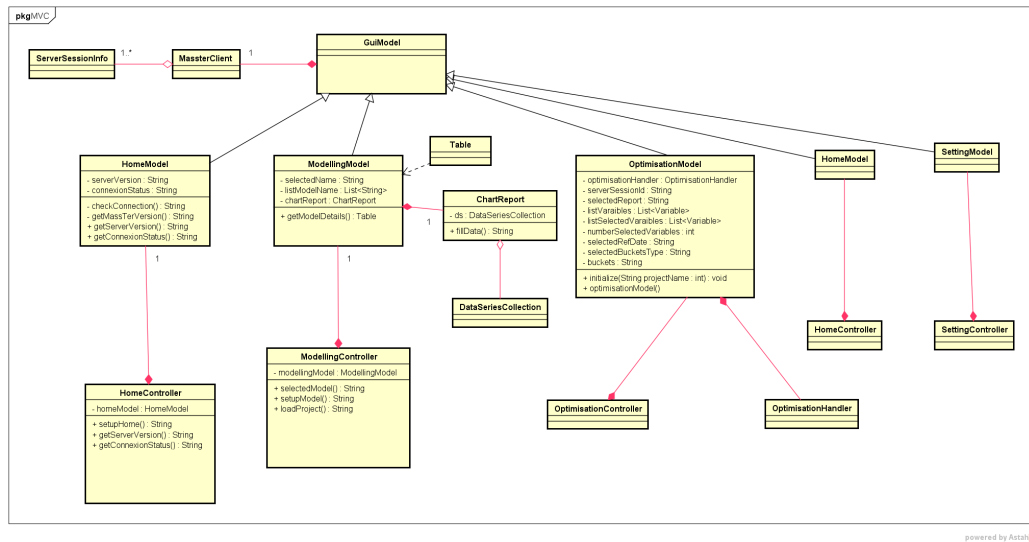 pkg MVC
GuiModel
ServerSessionInfo
1..*
MassterClient
1
HomeModel
- serverVersion : String
- connexionStatus : String
- checkConnection() : String
- getMassTerVersion() : String
+ getServerVersion() : String
+ getConnexionStatus() : String
1
ModellingModel
- selectedName : String
- listModelName : List<String>
- chartReport : ChartReport
+ getModelDetails() : Table
1
Table
ChartReport
- ds : DataSeriesCollection
+ fillData() : String
1
DataSeriesCollection
OptimisationModel
- optimisationHandler : OptimisationHandler
- serverSessionId : String
- selectedReport : String
- listVaraibles : List<Variable>
- listSelectedVaraibles : List<Variable>
- numberSelectedVariables : int
- selectedRefDate : String
- selectedBucketsType : String
- buckets : String
+ initialize(String projectName : int) : void
+ optimisationModel()
HomeModel
SettingModel
HomeController
SettingController
ModellingController
- modellingModel : ModellingModel
+ selectedModel() : String
+ setupModel() : String
+ loadProject() : String
HomeController
- homeModel : HomeModel
+ setupHome() : String
+ getServerVersion() : String
+ getConnexionStatus() : String
OptimisationController
OptimisationHandler
powered by Astah